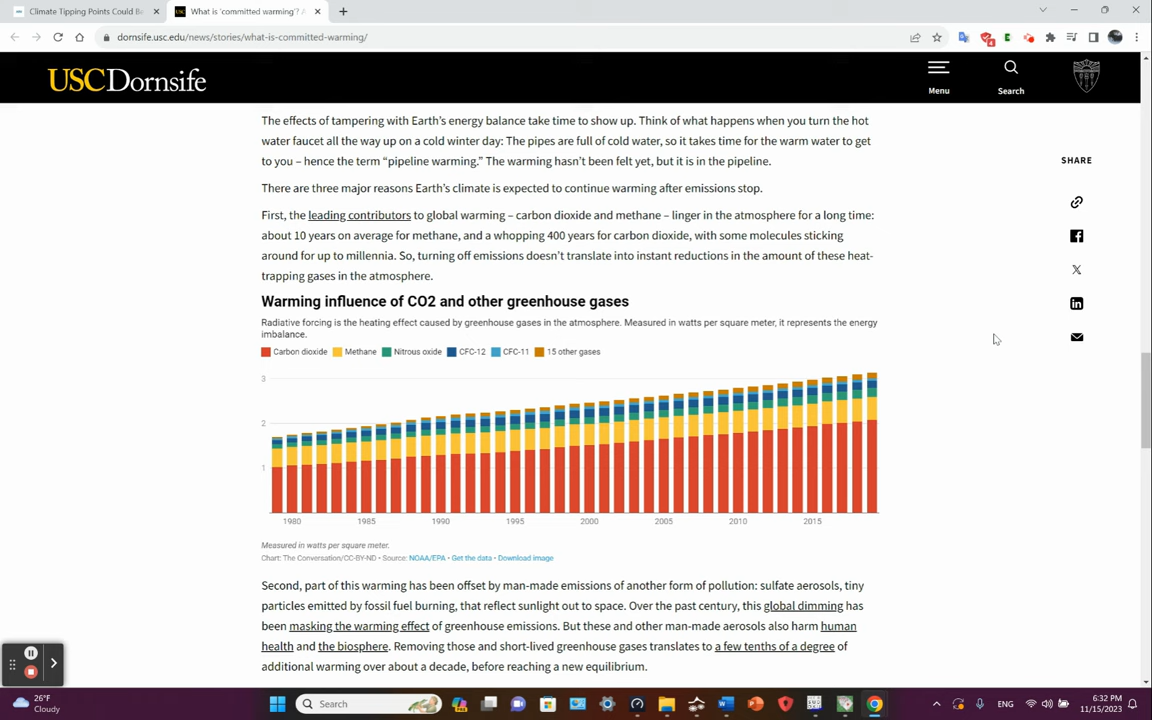 Climate Tipping Points Could Be
What is 'committed warming'? A
dornsife.usc.edu/news/stories/what-is-committed-warming/
USCDornsife
Menu
Search
The effects of tampering with Earth's energy balance take time to show up. Think of what happens when you turn the hot
water faucet all the way up on a cold winter day: The pipes are full of cold water, so it takes time for the warm water to get
to you – hence the term "pipeline warming." The warming hasn't been felt yet, but it is in the pipeline.
There are three major reasons Earth's climate is expected to continue warming after emissions stop.
First, the leading contributors to global warming – carbon dioxide and methane – linger in the atmosphere for a long time:
about 10 years on average for methane, and a whopping 400 years for carbon dioxide, with some molecules sticking
around for up to millennia. So, turning off emissions doesn't translate into instant reductions in the amount of these heat-
trapping gases in the atmosphere.
SHARE
Warming influence of CO2 and other greenhouse gases
Radiative forcing is the heating effect caused by greenhouse gases in the atmosphere. Measured in watts per square meter, it represents the energy
imbalance.
Carbon dioxide Methane Nitrous oxide CFC-12 CFC-11 15 other gases
3
2
1
1980 1985 1990 1995 2000 2005 2010 2015
Measured in watts per square meter.
Chart: The Conversation/CC-BY-ND • Source: NOAA/EPA • Get the data • Download image
Second, part of this warming has been offset by man-made emissions of another form of pollution: sulfate aerosols, tiny
particles emitted by fossil fuel burning, that reflect sunlight out to space. Over the past century, this global dimming has
been masking the warming effect of greenhouse emissions. But these and other man-made aerosols also harm human
health and the biosphere. Removing those and short-lived greenhouse gases translates to a few tenths of a degree of
additional warming over about a decade, before reaching a new equilibrium.
26°F
Cloudy
Search
ENG
6:32 PM
11/15/2023